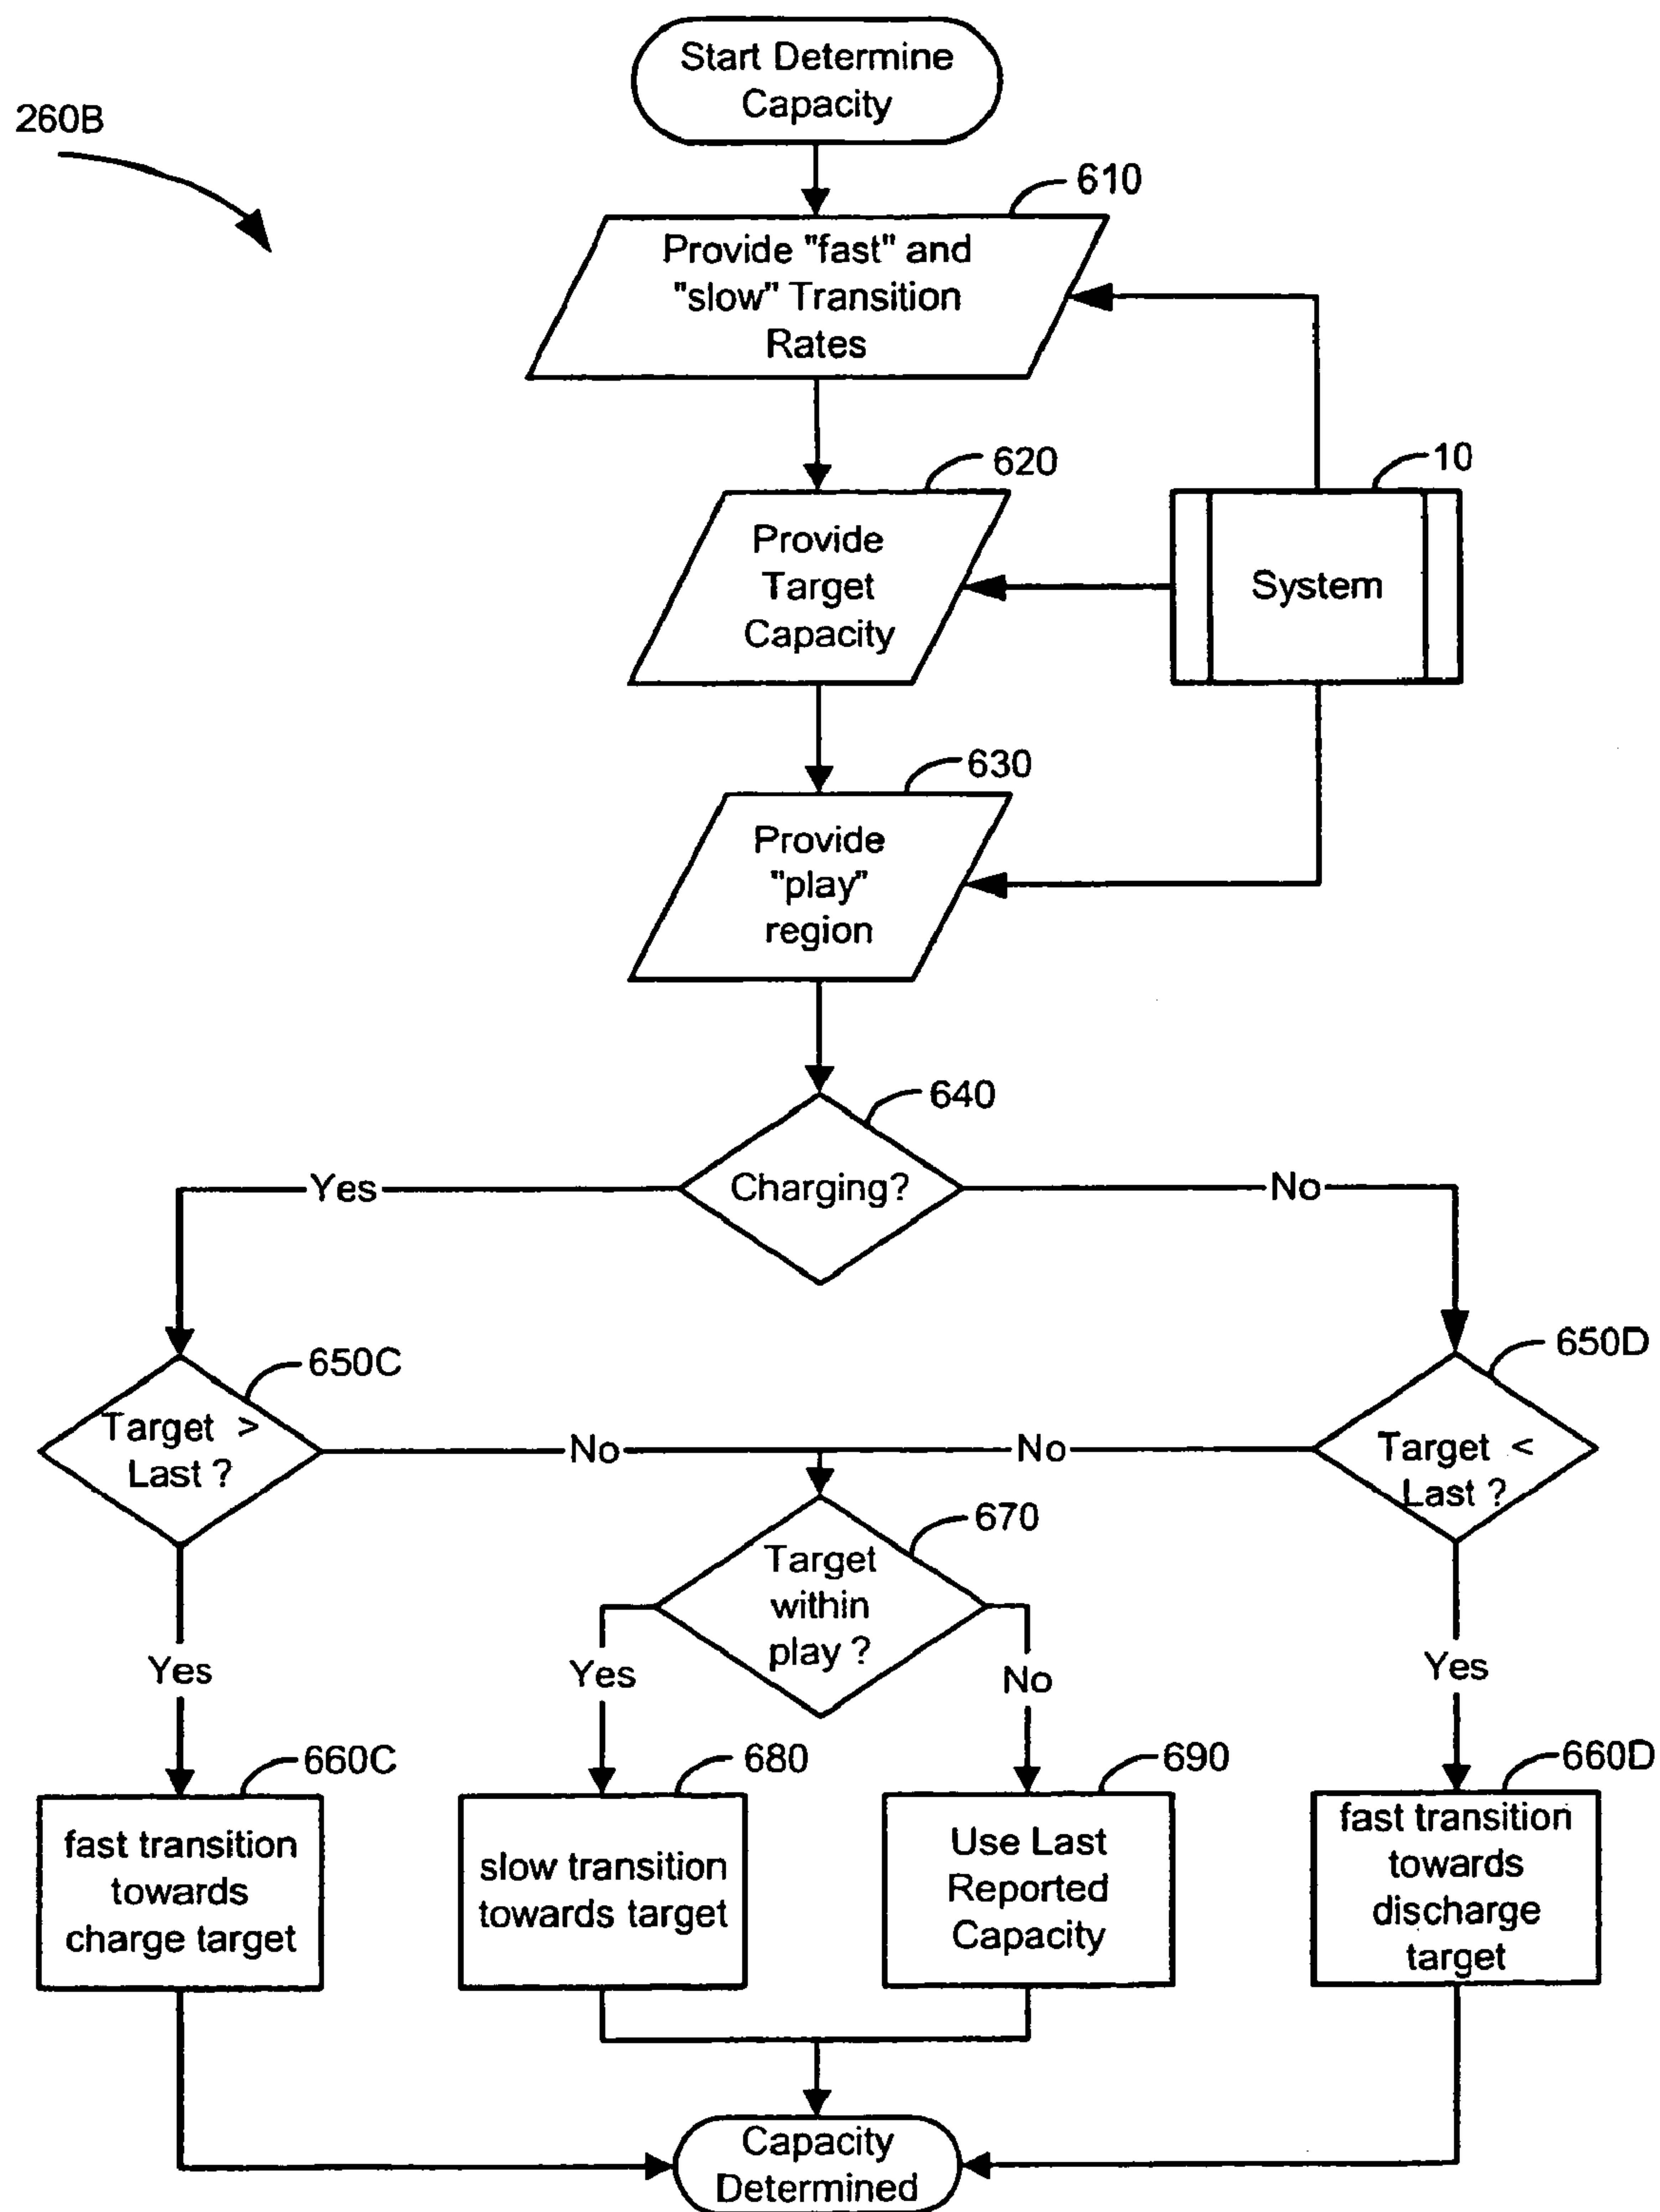 Start Determine
Capacity
260B
610
Provide "fast" and
"slow" Transition
Rates
620
10
Provide
Target
Capacity
System
630
Provide
"play"
region
640
Charging?
Yes
No
650C
650D
Target >
Last ?
No
No
Target <
Last ?
670
Target
within
play ?
Yes
Yes
No
Yes
660C
680
690
660D
fast transition
towards
charge target
slow transition
towards target
Use Last
Reported
Capacity
fast transition
towards
discharge
target
Capacity
Determined